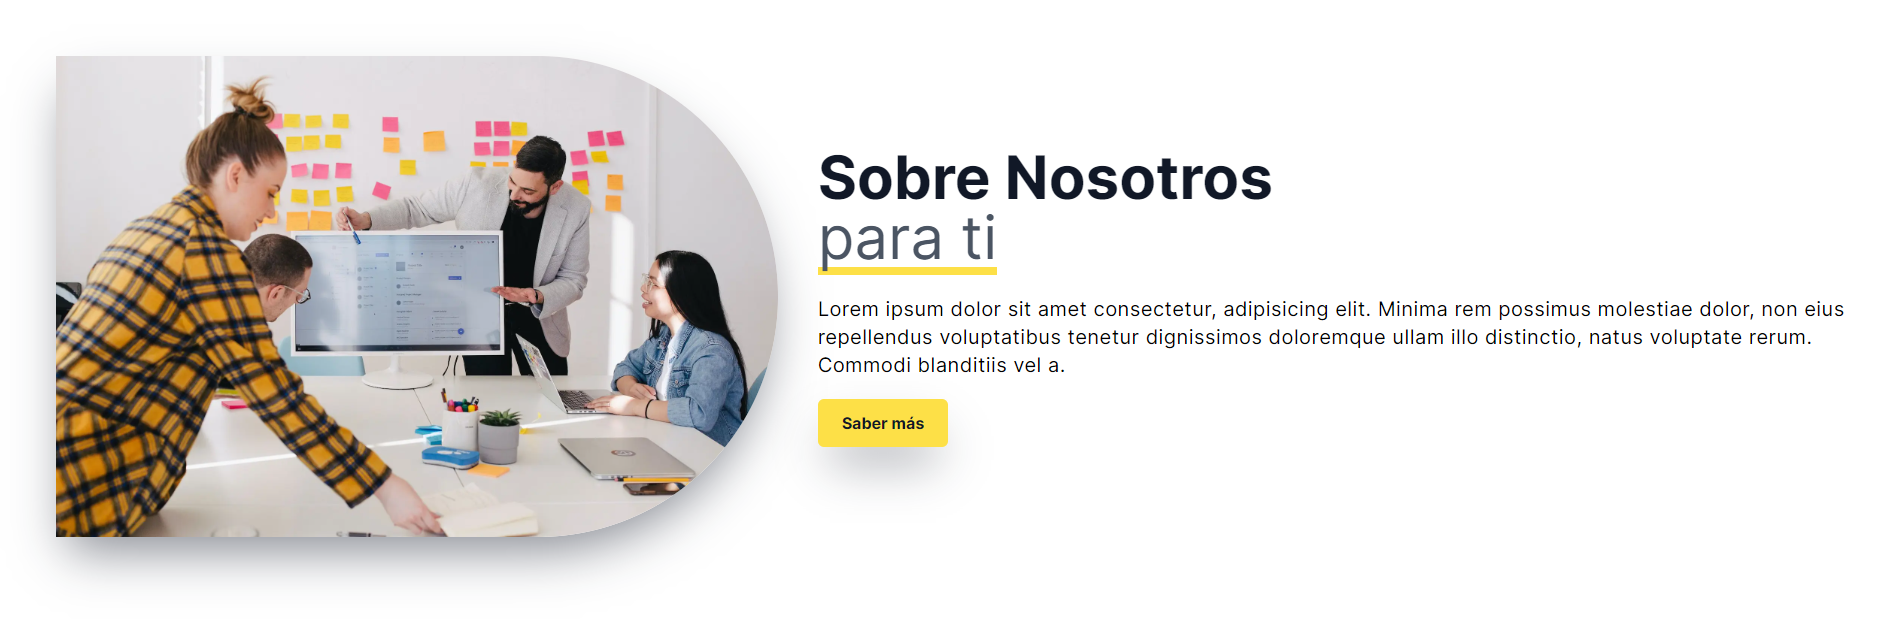 Sobre Nosotros
para ti
Lorem ipsum dolor sit amet consectetur, adipisicing elit. Minima rem possimus molestiae dolor, non eius
repellendus voluptatibus tenetur dignissimos doloremque ullam illo distinctio, natus voluptate rerum.
Commodi blanditiis vel a.
Saber más